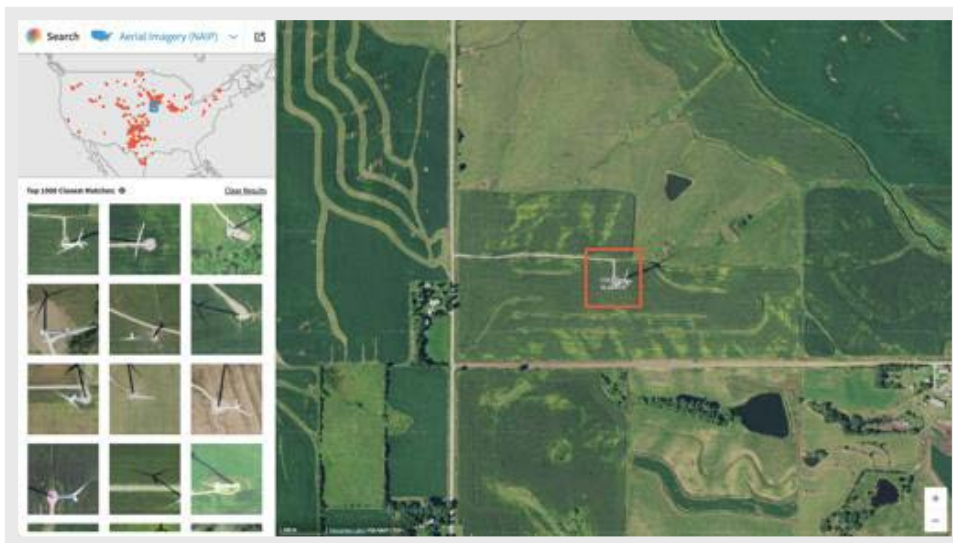 Search Aerial Imagery (NAIP)
Top 1000 Closest Matches
Clear Results
+
−